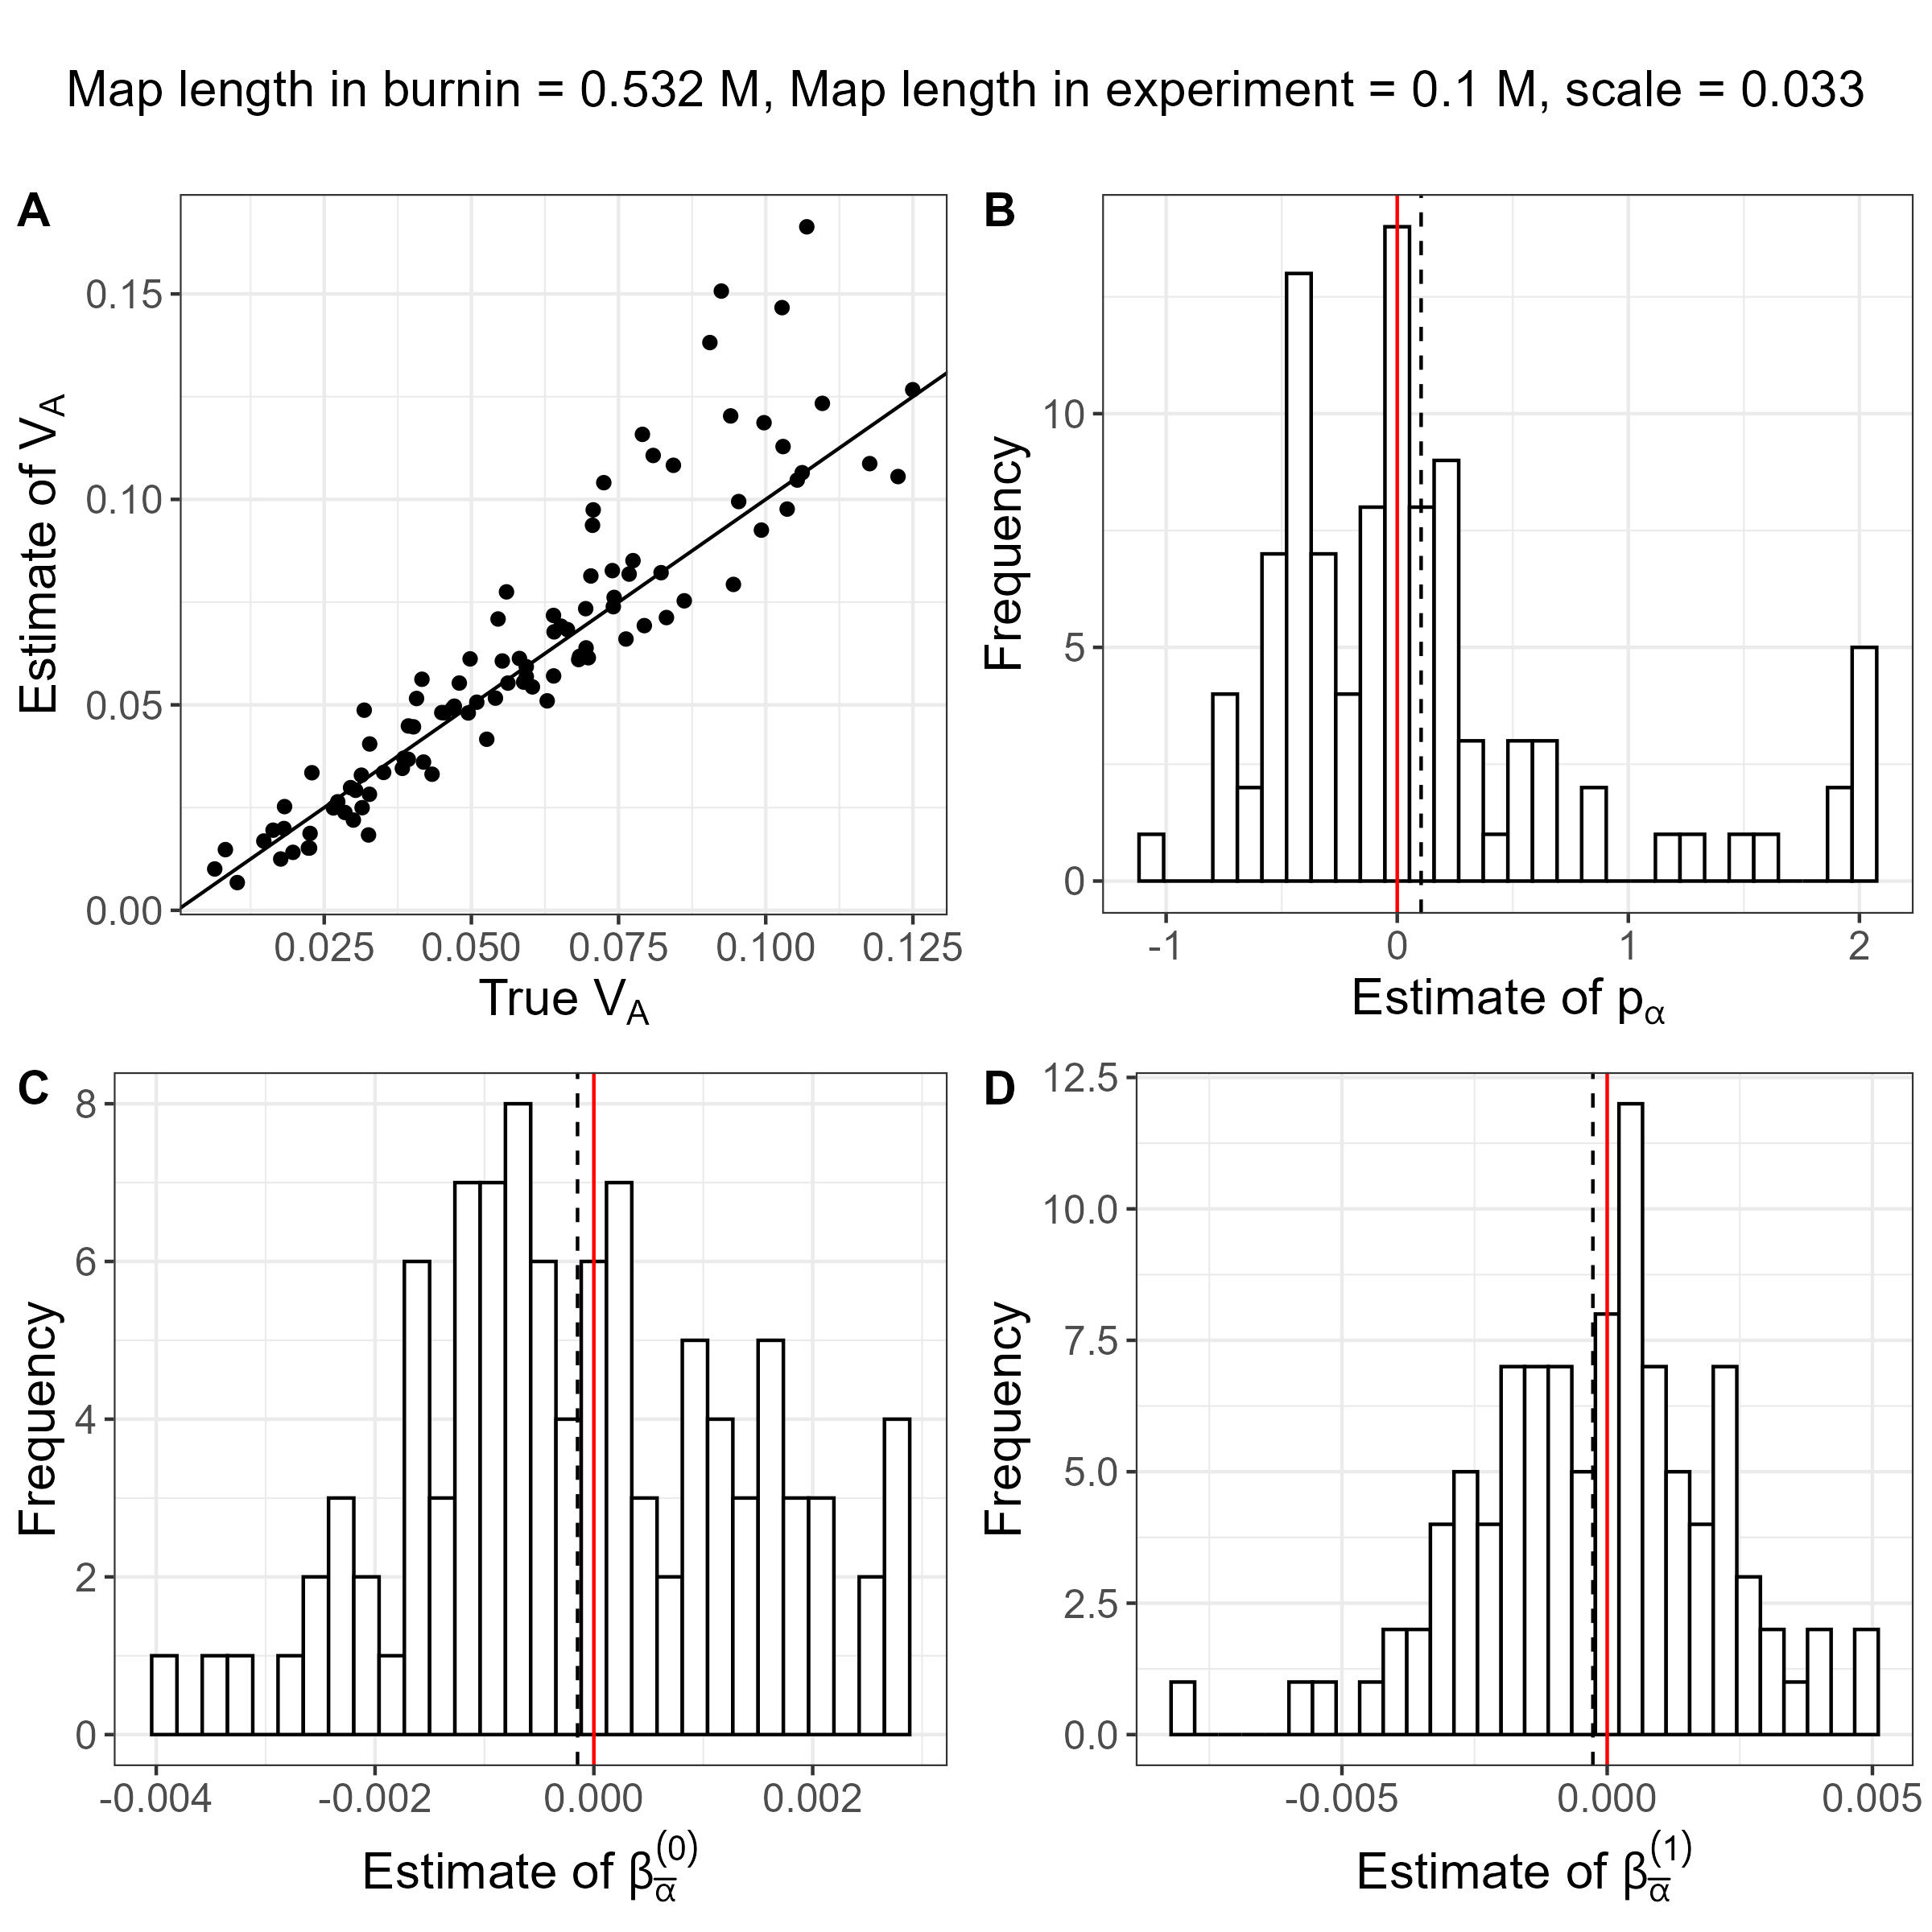 Map length in burnin = 0.532 M, Map length in experiment = 0.1 M, scale = 0.033
A
0.15
0.10
0.05
0.00
Estimate of V_A
0.025 0.050 0.075 0.100 0.125
True V_A
B
10
5
0
Frequency
-1 0 1 2
Estimate of p_α
C
8
6
4
2
0
Frequency
-0.004 -0.002 0.000 0.002
Estimate of β_α̅^(0)
D
12.5
10.0
7.5
5.0
2.5
0.0
Frequency
-0.005 0.000 0.005
Estimate of β_α̅^(1)